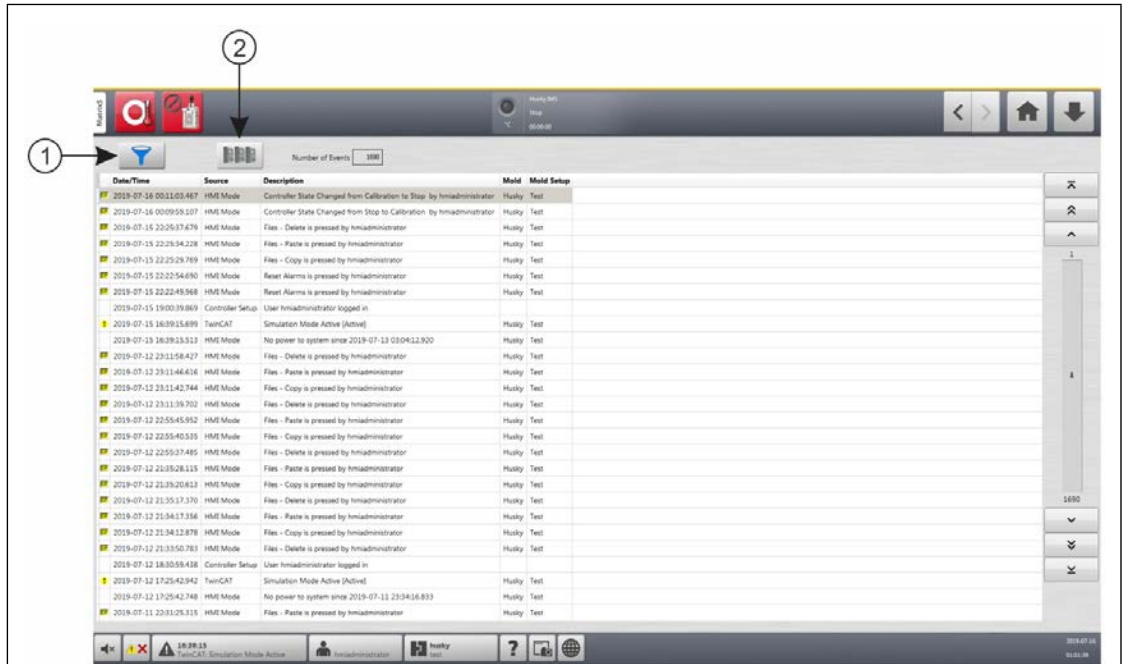 2
1
Materials
Husky IMS
Stop
°C 00:00:00
Number of Events 1690
Date/Time Source Description Mold Mold Setup
2019-07-16 00:11:03.467 HMI Mode Controller State Changed from Calibration to Stop by hmiadministrator Husky Test
2019-07-16 00:09:59.107 HMI Mode Controller State Changed from Stop to Calibration by hmiadministrator Husky Test
2019-07-15 22:25:37.679 HMI Mode Files - Delete is pressed by hmiadministrator Husky Test
2019-07-15 22:25:34.228 HMI Mode Files - Paste is pressed by hmiadministrator Husky Test
2019-07-15 22:25:29.769 HMI Mode Files - Copy is pressed by hmiadministrator Husky Test
2019-07-15 22:22:54.690 HMI Mode Reset Alarms is pressed by hmiadministrator Husky Test
2019-07-15 22:22:49.968 HMI Mode Reset Alarms is pressed by hmiadministrator Husky Test
2019-07-15 19:00:39.869 Controller Setup User hmiadministrator logged in
2019-07-15 16:39:15.699 TwinCAT Simulation Mode Active [Active] Husky Test
2019-07-15 16:39:15.513 No power to system since 2019-07-13 03:04:12.920 Husky Test
2019-07-12 23:11:58.427 HMI Mode Files - Delete is pressed by hmiadministrator Husky Test
2019-07-12 23:11:46.616 HMI Mode Files - Paste is pressed by hmiadministrator Husky Test
2019-07-12 23:11:42.744 HMI Mode Files - Copy is pressed by hmiadministrator Husky Test
2019-07-12 23:11:39.702 HMI Mode Files - Delete is pressed by hmiadministrator Husky Test
2019-07-12 22:55:45.952 HMI Mode Files - Paste is pressed by hmiadministrator Husky Test
2019-07-12 22:55:40.535 HMI Mode Files - Copy is pressed by hmiadministrator Husky Test
2019-07-12 22:55:37.485 HMI Mode Files - Delete is pressed by hmiadministrator Husky Test
2019-07-12 21:35:28.115 HMI Mode Files - Paste is pressed by hmiadministrator Husky Test
2019-07-12 21:35:20.613 HMI Mode Files - Copy is pressed by hmiadministrator Husky Test
2019-07-12 21:35:17.370 HMI Mode Files - Delete is pressed by hmiadministrator Husky Test
2019-07-12 21:34:17.356 HMI Mode Files - Paste is pressed by hmiadministrator Husky Test
2019-07-12 21:34:12.878 HMI Mode Files - Copy is pressed by hmiadministrator Husky Test
2019-07-12 21:33:50.783 HMI Mode Files - Delete is pressed by hmiadministrator Husky Test
2019-07-12 18:30:59.438 Controller Setup User hmiadministrator logged in
2019-07-12 17:25:42.942 TwinCAT Simulation Mode Active [Active] Husky Test
2019-07-12 17:25:42.748 No power to system since 2019-07-11 23:34:16.833 Husky Test
2019-07-11 22:31:25.315 HMI Mode Files - Paste is pressed by hmiadministrator Husky Test
1
1690
16:39:15
TwinCAT: Simulation Mode Active
hmiadministrator
husky
test
?